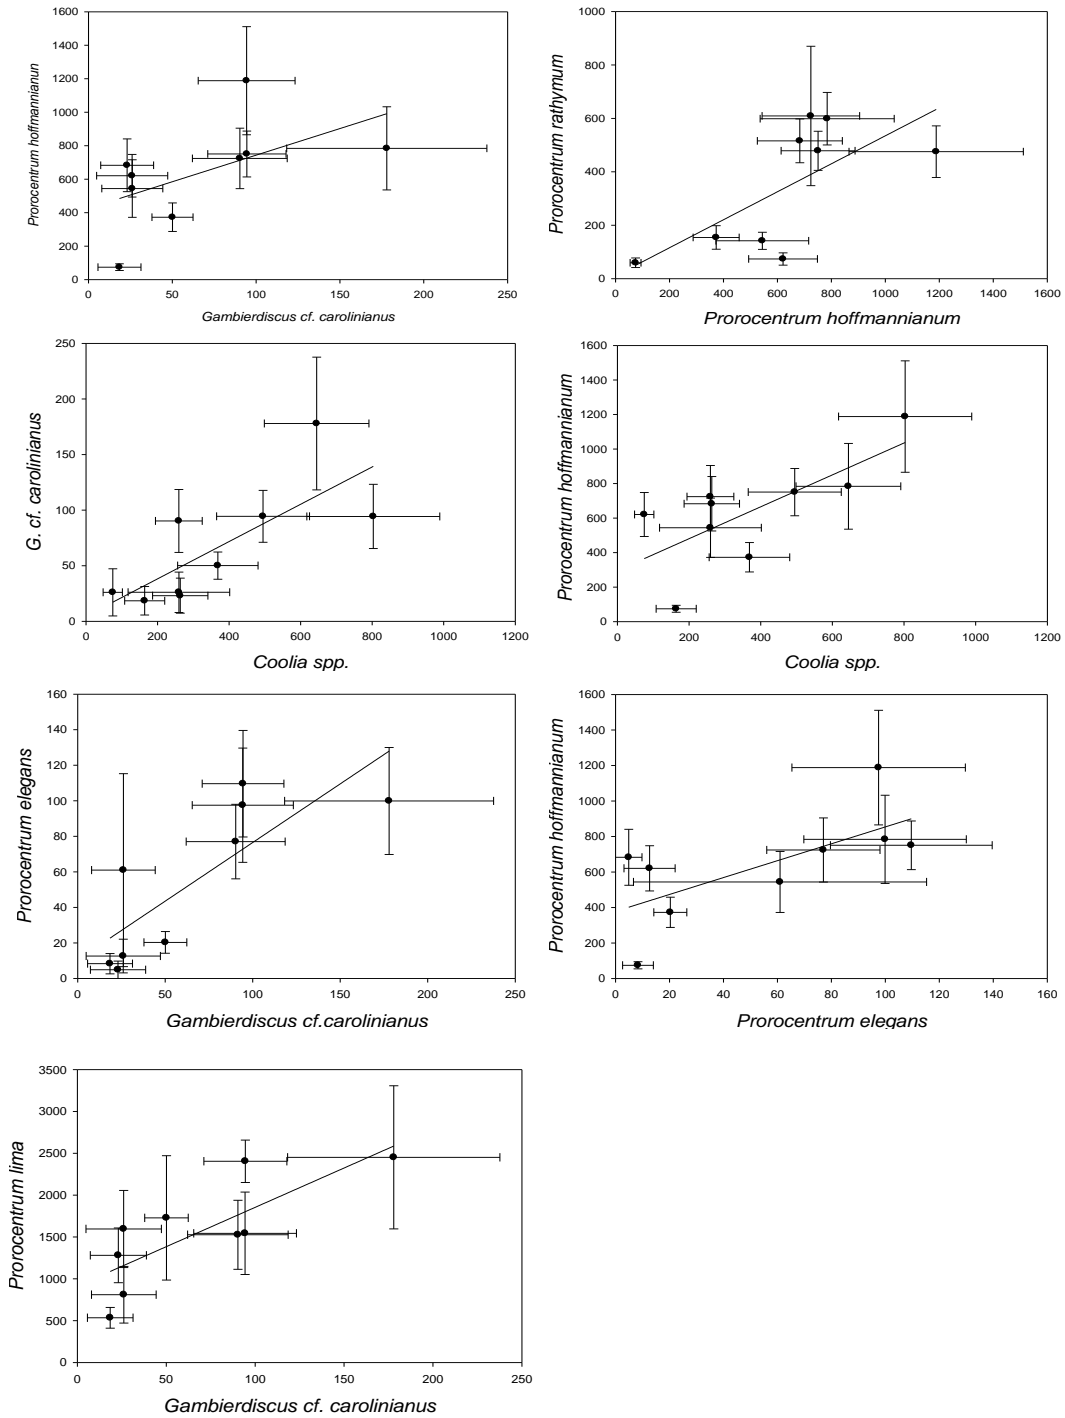 1600
1400
1200
1000
800
600
400
200
0
Prorocentrum hoffmannianun
0 50 100 150 200 250
Gambierdiscus cf. carolinianus
1000
800
600
400
200
0
Prorocentrum rathymum
0 200 400 600 800 1000 1200 1400 1600
Prorocentrum hoffmannianum
250
200
150
100
50
0
G. cf. carolinianus
0 200 400 600 800 1000 1200
Coolia spp.
1600
1400
1200
1000
800
600
400
200
0
Prorocentrum hoffmannianum
0 200 400 600 800 1000 1200
Coolia spp.
160
140
120
100
80
60
40
20
0
Prorocentrum elegans
0 50 100 150 200 250
Gambierdiscus cf.carolinianus
1600
1400
1200
1000
800
600
400
200
0
Prorocentrum hoffmannianum
0 20 40 60 80 100 120 140 160
Prorocentrum elegans
3500
3000
2500
2000
1500
1000
500
0
Prorocentrum lima
0 50 100 150 200 250
Gambierdiscus cf. carolinianus